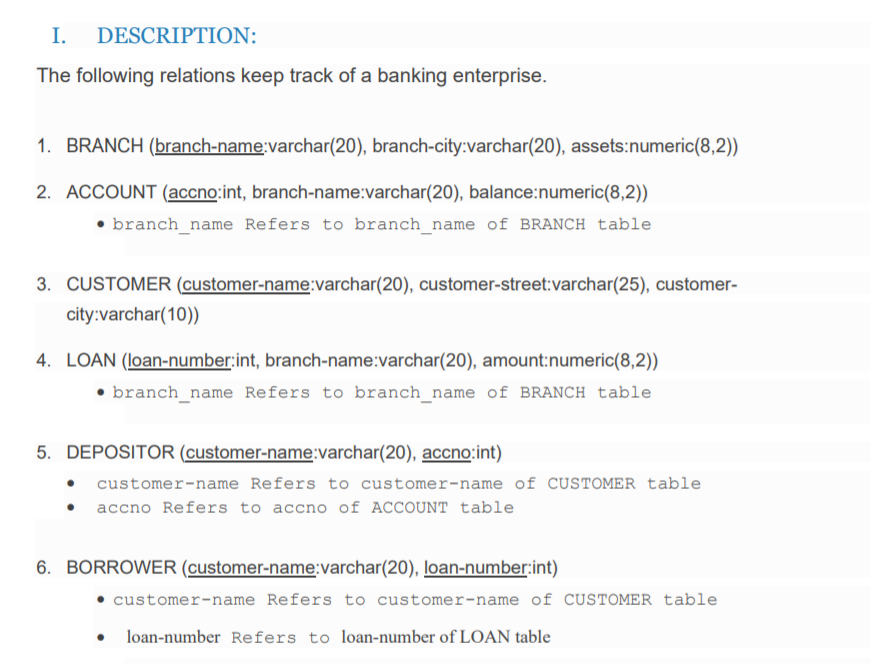 I. DESCRIPTION:
The following relations keep track of a banking enterprise.
1. BRANCH (branch-name:varchar(20), branch-city:varchar(20), assets:numeric(8,2))
2. ACCOUNT (accno:int, branch-name:varchar(20), balance:numeric(8,2))
• branch_name Refers to branch_name of BRANCH table
3. CUSTOMER (customer-name:varchar(20), customer-street:varchar(25), customer-
city:varchar(10))
4. LOAN (loan-number:int, branch-name:varchar(20), amount:numeric(8,2))
• branch_name Refers to branch_name of BRANCH table
5. DEPOSITOR (customer-name:varchar(20), accno:int)
• customer-name Refers to customer-name of CUSTOMER table
• accno Refers to accno of ACCOUNT table
6. BORROWER (customer-name:varchar(20), loan-number:int)
• customer-name Refers to customer-name of CUSTOMER table
• loan-number Refers to loan-number of LOAN table